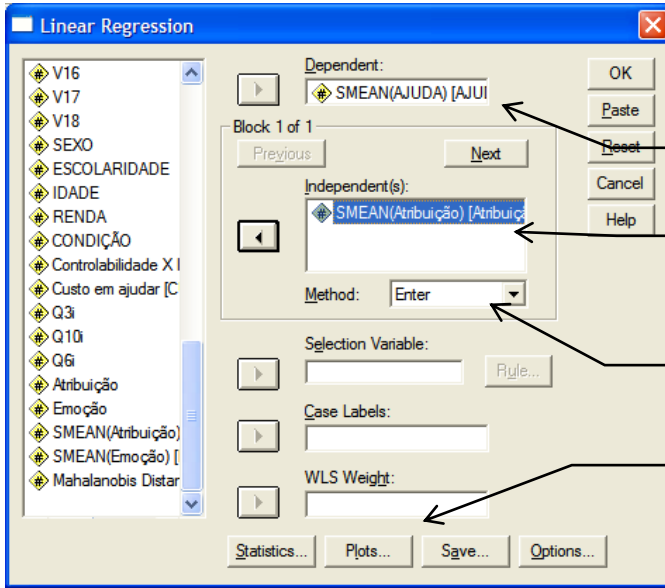 Linear Regression
V16
V17
V18
SEXO
ESCOLARIDADE
IDADE
RENDA
CONDIÇÃO
Controlabilidade X I
Custo em ajudar [C
Q3i
Q10i
Q6i
Atribuição
Emoção
SMEAN(Atribuição)
SMEAN(Emoção) [
Mahalanobis Distar
Dependent:
SMEAN(AJUDA) [AJUI
Block 1 of 1
Previous
Next
Independent(s):
SMEAN(Atribuição) [Atribuiçã
Method:
Enter
Selection Variable:
Rule...
Case Labels:
WLS Weight:
OK
Paste
Reset
Cancel
Help
Statistics...
Plots...
Save...
Options...